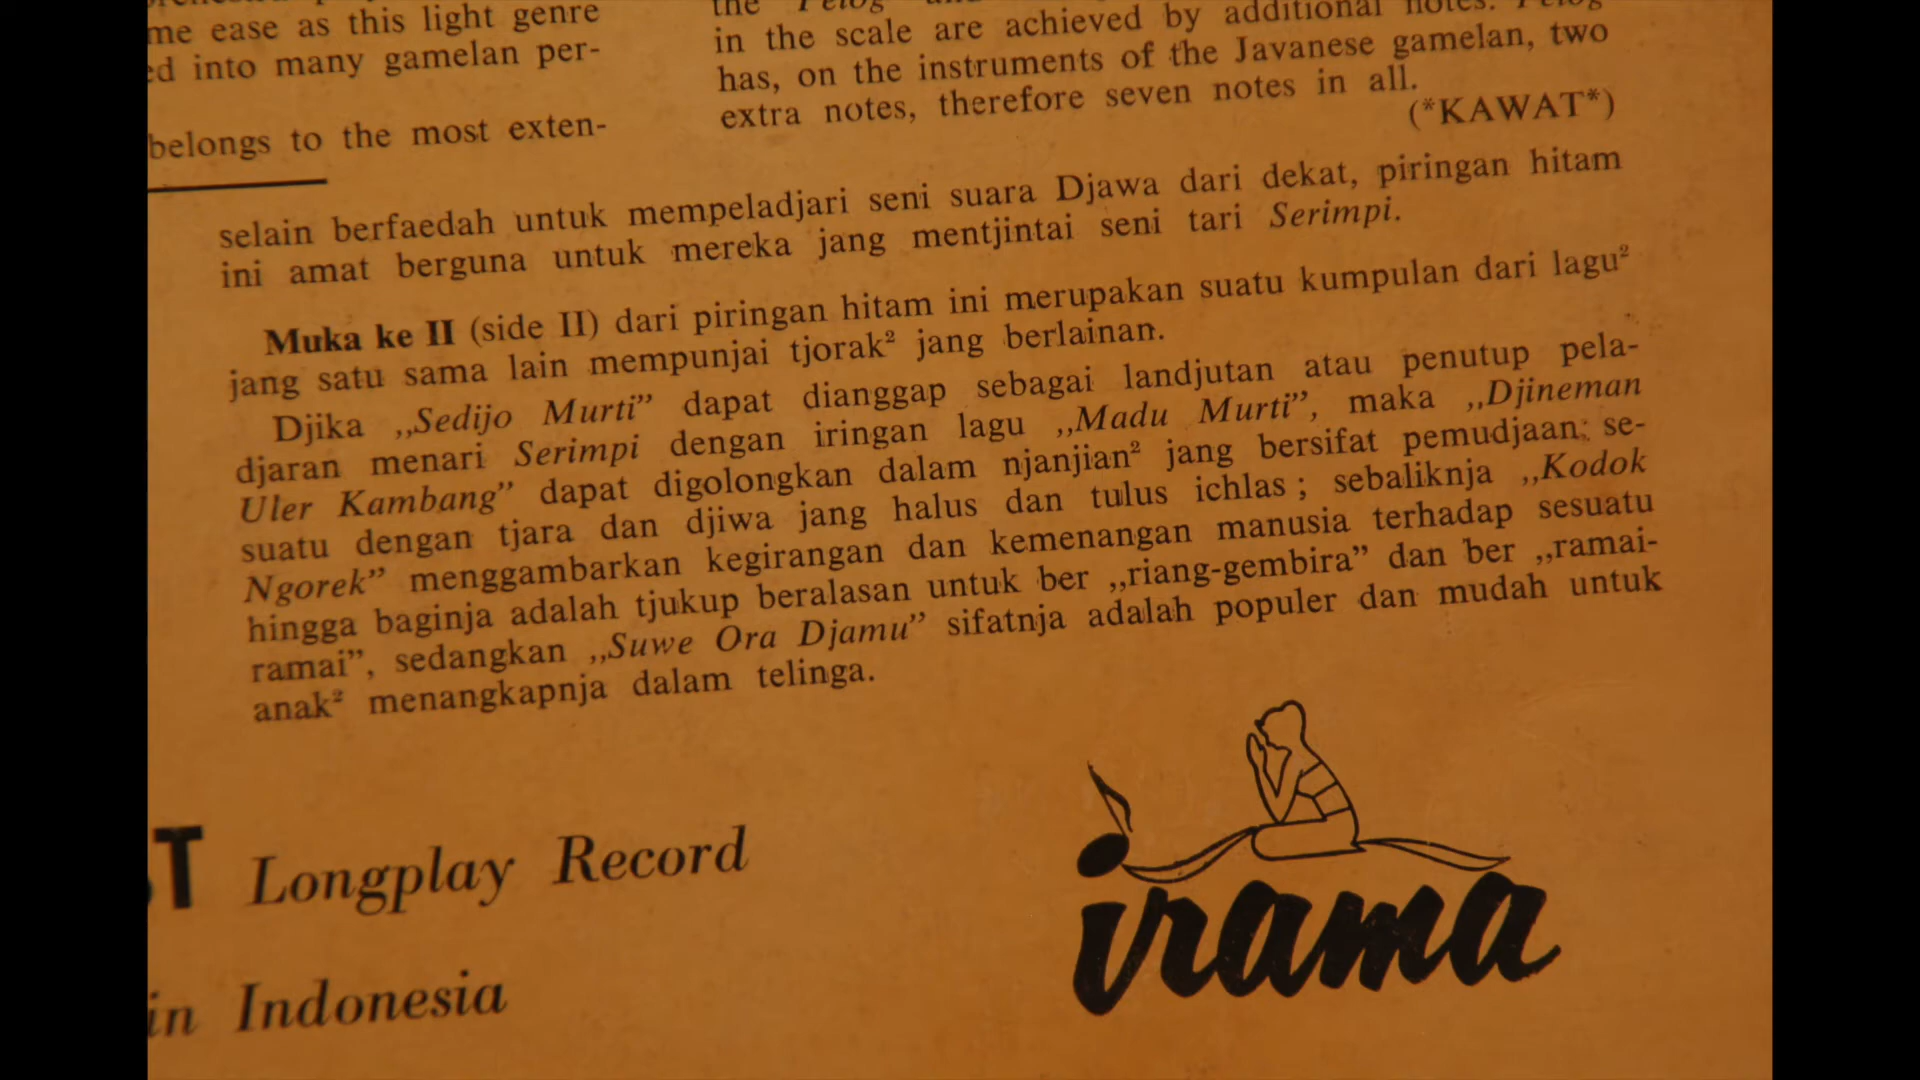 me ease as this light genre
ed into many gamelan per-
belongs to the most exten-
the Pelog
in the scale are achieved by additional notes. Pelog
has, on the instruments of the Javanese gamelan, two
extra notes, therefore seven notes in all.
(*KAWAT*)
selain berfaedah untuk mempeladjari seni suara Djawa dari dekat, piringan hitam
ini amat berguna untuk mereka jang mentjintai seni tari Serimpi.
Muka ke II (side II) dari piringan hitam ini merupakan suatu kumpulan dari lagu²
jang satu sama lain mempunjai tjorak² jang berlainan.
Djika „Sedijo Murti” dapat dianggap sebagai landjutan atau penutup pela-
djaran menari Serimpi dengan iringan lagu „Madu Murti”, maka „Djineman
Uler Kambang” dapat digolongkan dalam njanjian² jang bersifat pemudjaan; se-
suatu dengan tjara dan djiwa jang halus dan tulus ichlas ; sebaliknja „Kodok
Ngorek” menggambarkan kegirangan dan kemenangan manusia terhadap sesuatu
hingga baginja adalah tjukup beralasan untuk ber „riang-gembira” dan ber „ramai-
ramai”, sedangkan „Suwe Ora Djamu” sifatnja adalah populer dan mudah untuk
anak² menangkapnja dalam telinga.
ST Longplay Record
in Indonesia
irama